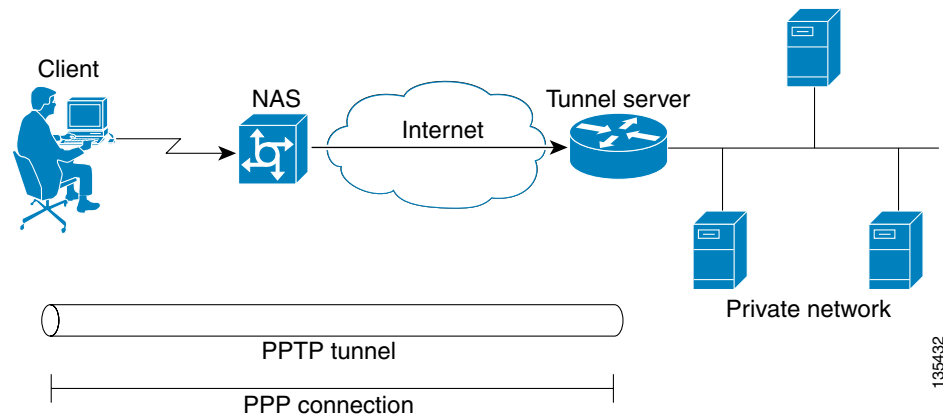 Client
NAS
Internet
Tunnel server
Private network
PPTP tunnel
PPP connection
135432